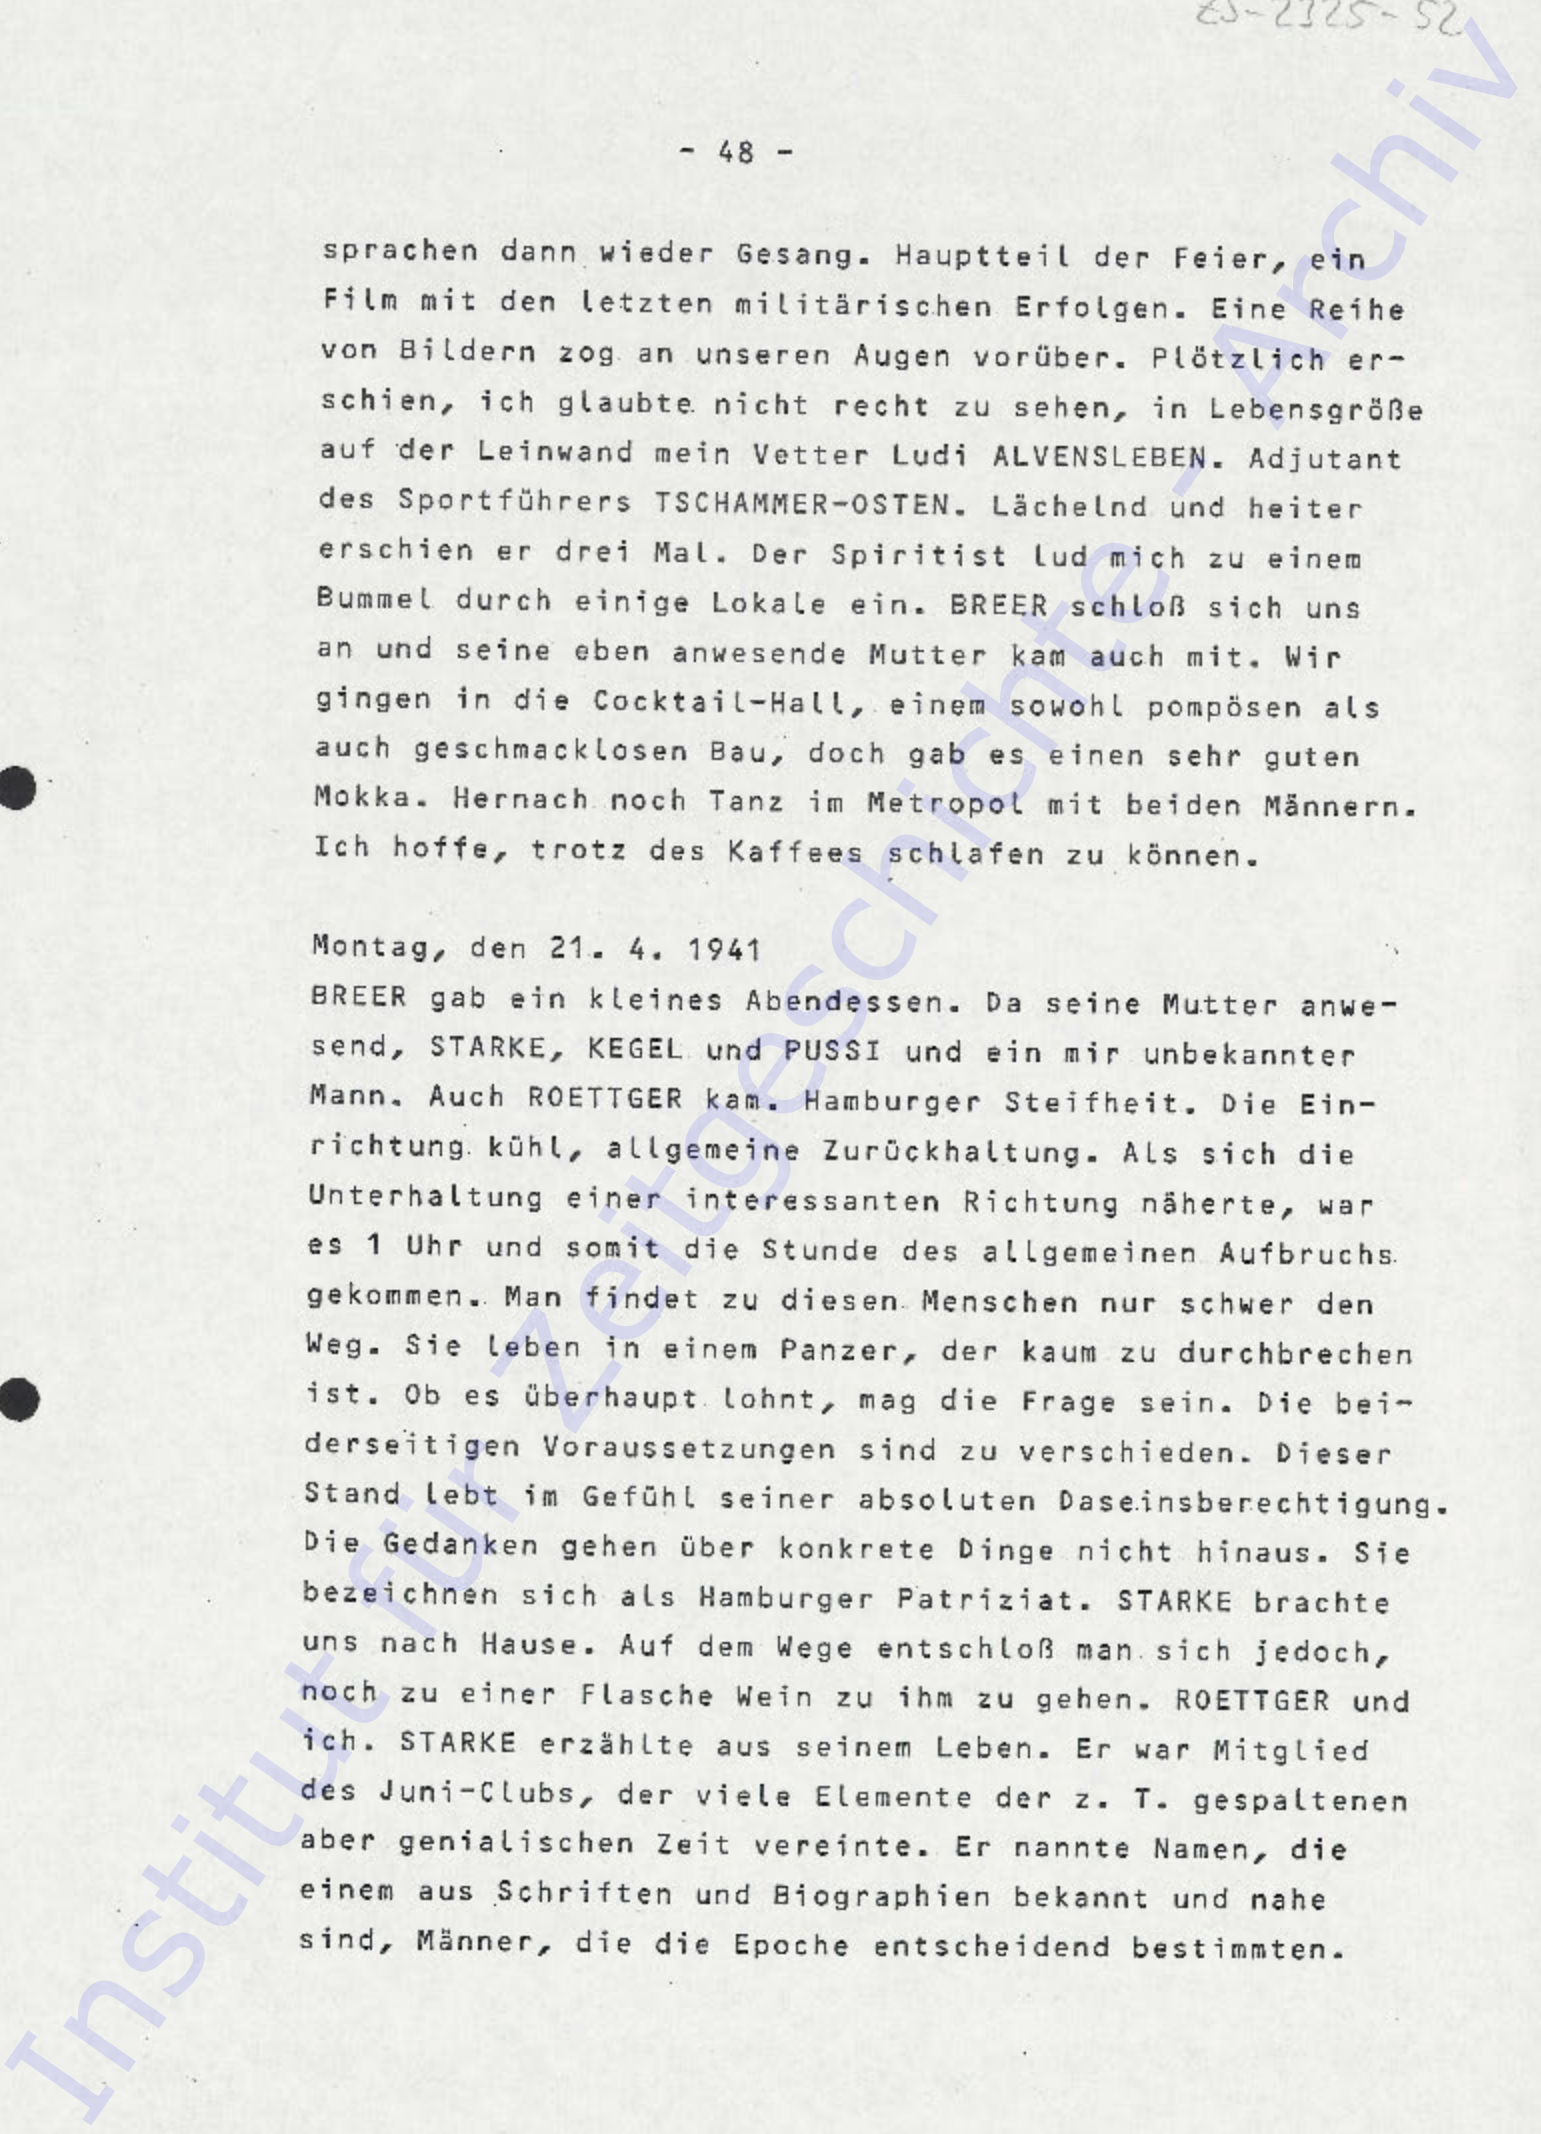 ZS-2325-52
- 48 -
sprachen dann wieder Gesang. Hauptteil der Feier, ein
Film mit den letzten militärischen Erfolgen. Eine Reihe
von Bildern zog an unseren Augen vorüber. Plötzlich er-
schien, ich glaubte nicht recht zu sehen, in Lebensgröße
auf der Leinwand mein Vetter Ludi ALVENSLEBEN. Adjutant
des Sportführers TSCHAMMER-OSTEN. Lächelnd und heiter
erschien er drei Mal. Der Spiritist lud mich zu einem
Bummel durch einige Lokale ein. BREER schloß sich uns
an und seine eben anwesende Mutter kam auch mit. Wir
gingen in die Cocktail-Hall, einem sowohl pompösen als
auch geschmacklosen Bau, doch gab es einen sehr guten
Mokka. Hernach noch Tanz im Metropol mit beiden Männern.
Ich hoffe, trotz des Kaffees schlafen zu können.
Montag, den 21. 4. 1941
BREER gab ein kleines Abendessen. Da seine Mutter anwe-
send, STARKE, KEGEL und PUSSI und ein mir unbekannter
Mann. Auch ROETTGER kam. Hamburger Steifheit. Die Ein-
richtung kühl, allgemeine Zurückhaltung. Als sich die
Unterhaltung einer interessanten Richtung näherte, war
es 1 Uhr und somit die Stunde des allgemeinen Aufbruchs
gekommen. Man findet zu diesen Menschen nur schwer den
Weg. Sie leben in einem Panzer, der kaum zu durchbrechen
ist. Ob es überhaupt lohnt, mag die Frage sein. Die bei-
derseitigen Voraussetzungen sind zu verschieden. Dieser
Stand lebt im Gefühl seiner absoluten Daseinsberechtigung.
Die Gedanken gehen über konkrete Dinge nicht hinaus. Sie
bezeichnen sich als Hamburger Patriziat. STARKE brachte
uns nach Hause. Auf dem Wege entschloß man sich jedoch,
noch zu einer Flasche Wein zu ihm zu gehen. ROETTGER und
ich. STARKE erzählte aus seinem Leben. Er war Mitglied
des Juni-Clubs, der viele Elemente der z. T. gespaltenen
aber genialischen Zeit vereinte. Er nannte Namen, die
einem aus Schriften und Biographien bekannt und nahe
sind, Männer, die die Epoche entscheidend bestimmten.
Institut für Zeitgeschichte - Archiv